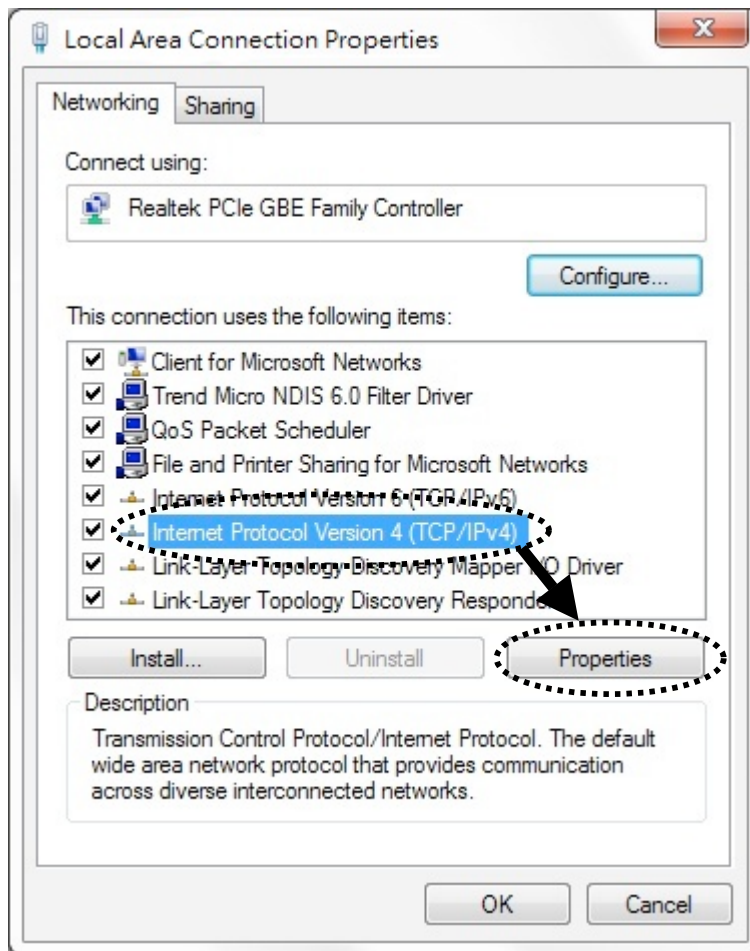 Local Area Connection Properties
Networking
Sharing
Connect using:
Realtek PCIe GBE Family Controller
Configure...
This connection uses the following items:
Client for Microsoft Networks
Trend Micro NDIS 6.0 Filter Driver
QoS Packet Scheduler
File and Printer Sharing for Microsoft Networks
Internet Protocol Version 6 (TCP/IPv6)
Internet Protocol Version 4 (TCP/IPv4)
Link-Layer Topology Discovery Mapper I/O Driver
Link-Layer Topology Discovery Responder
Install...
Uninstall
Properties
Description
Transmission Control Protocol/Internet Protocol. The default
wide area network protocol that provides communication
across diverse interconnected networks.
OK
Cancel